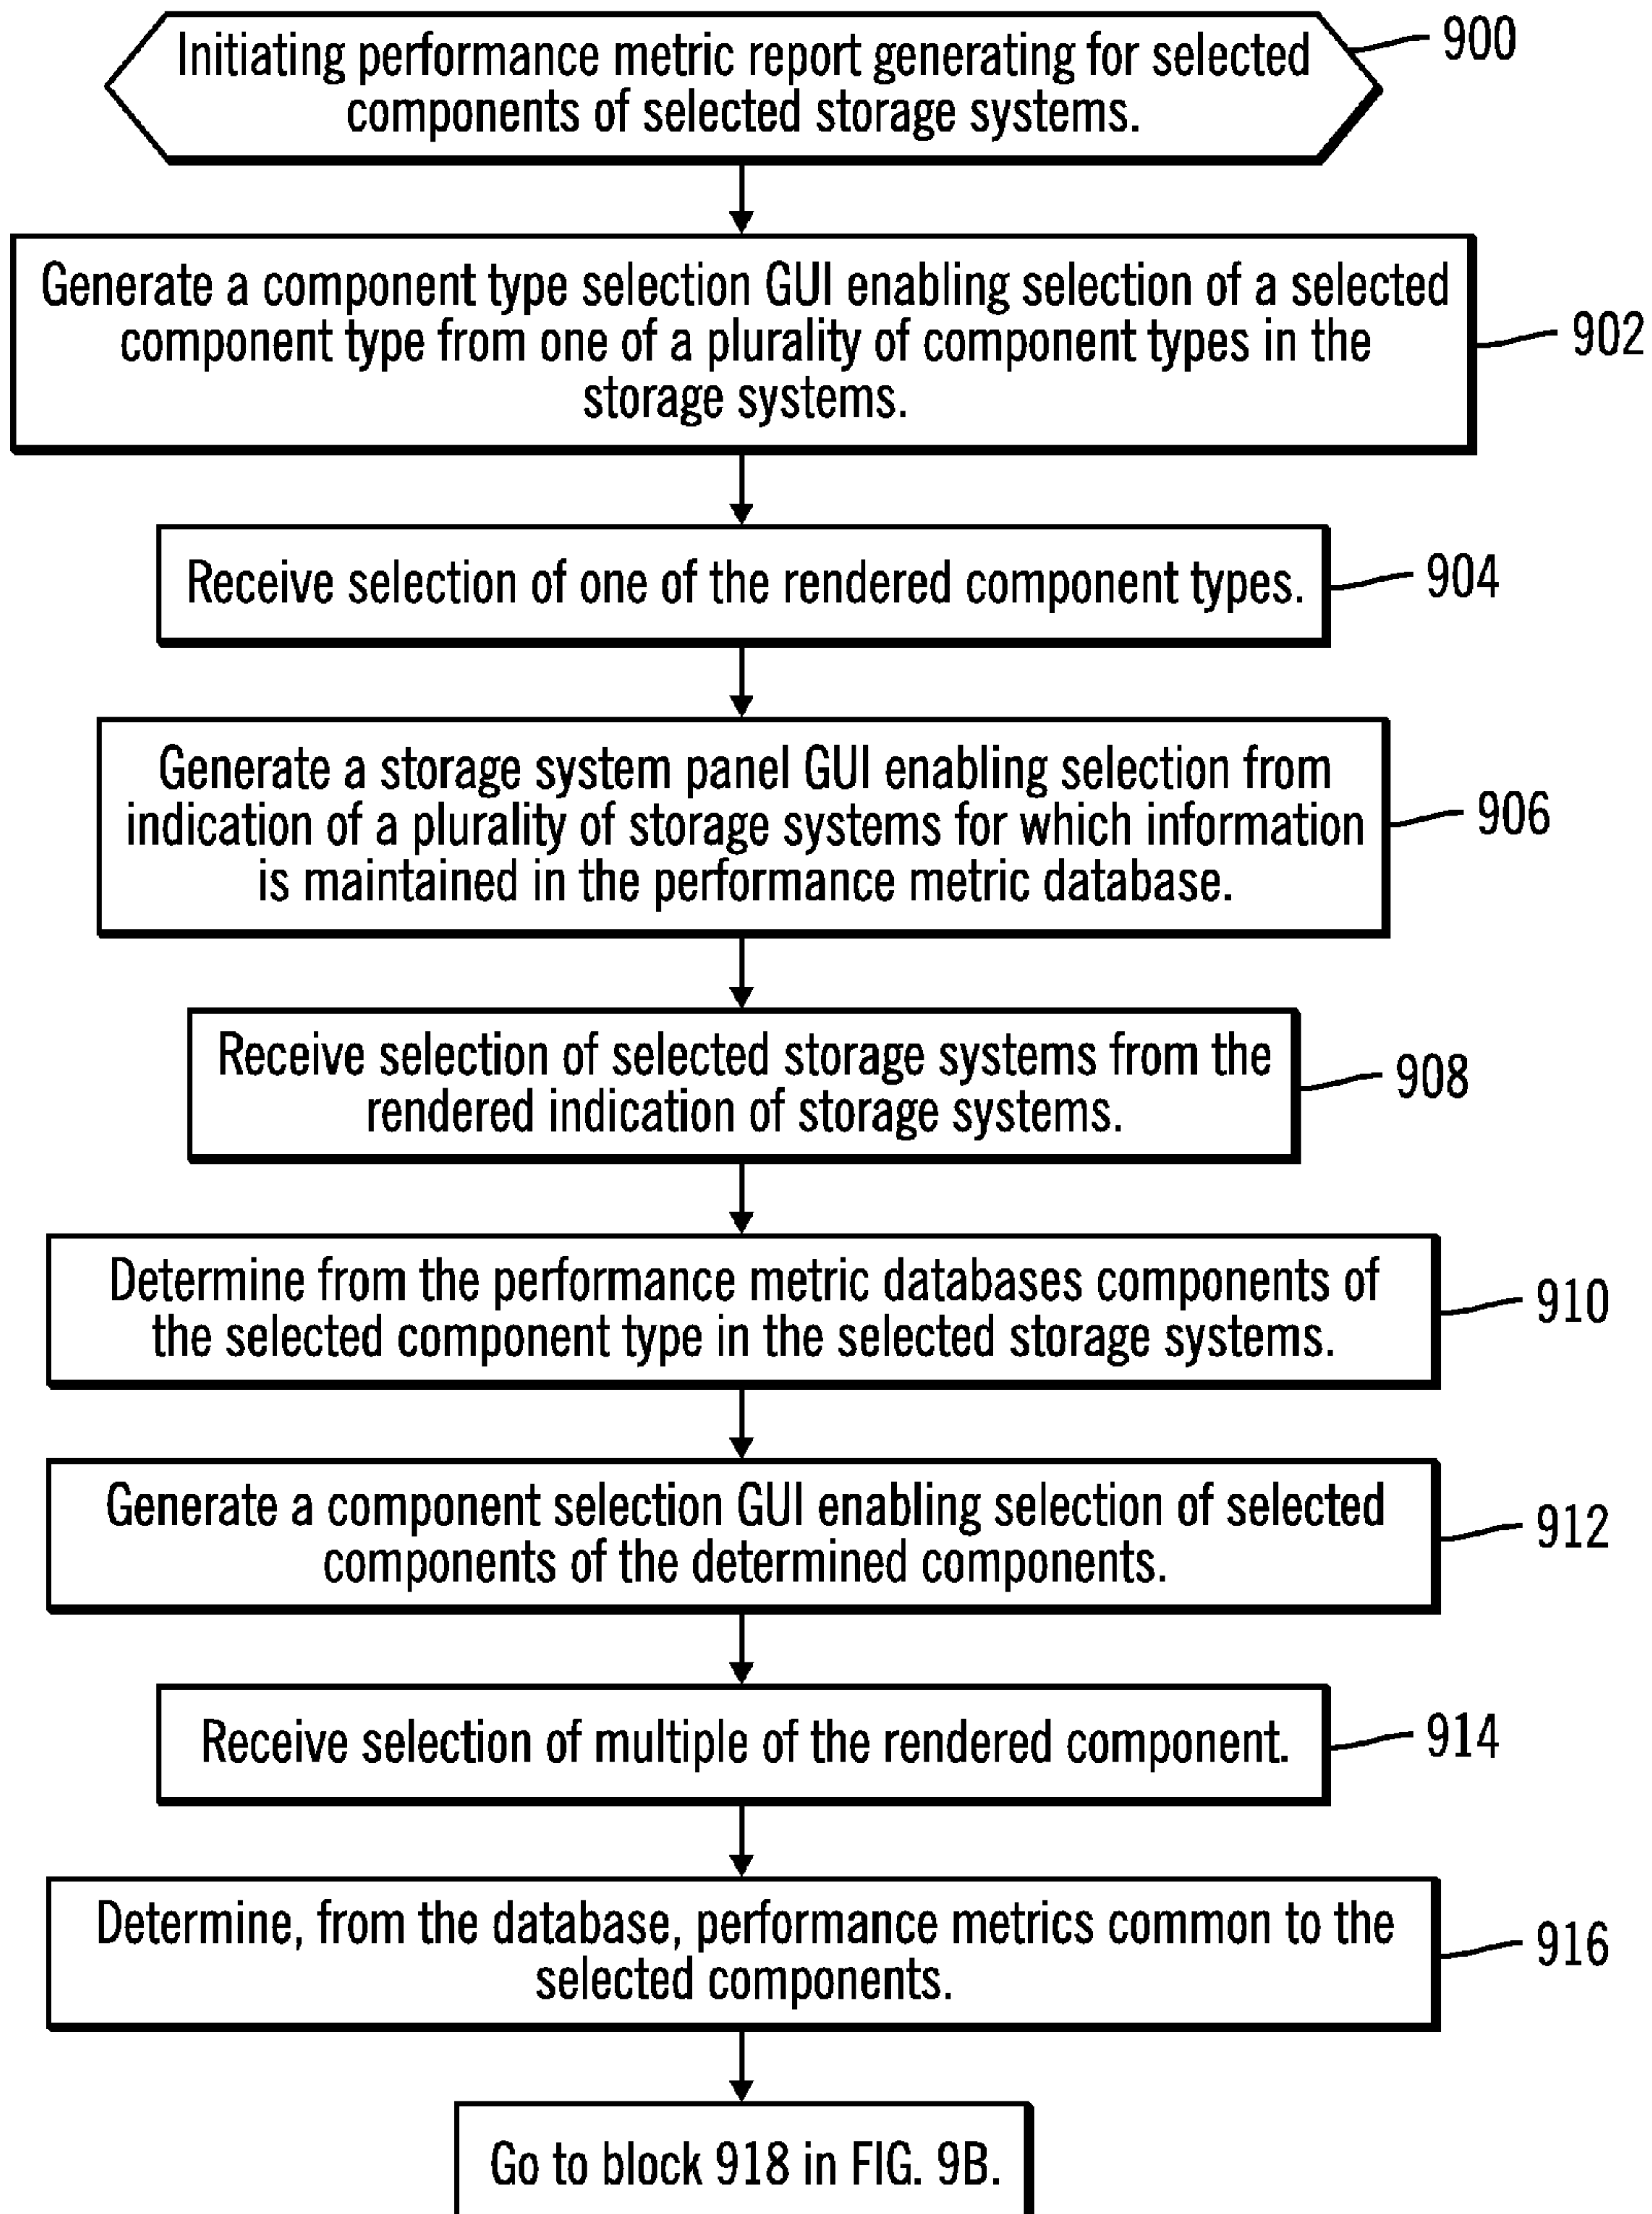 Initiating performance metric report generating for selected
components of selected storage systems.
900
Generate a component type selection GUI enabling selection of a selected
component type from one of a plurality of component types in the
storage systems.
902
Receive selection of one of the rendered component types.
904
Generate a storage system panel GUI enabling selection from
indication of a plurality of storage systems for which information
is maintained in the performance metric database.
906
Receive selection of selected storage systems from the
rendered indication of storage systems.
908
Determine from the performance metric databases components of
the selected component type in the selected storage systems.
910
Generate a component selection GUI enabling selection of selected
components of the determined components.
912
Receive selection of multiple of the rendered component.
914
Determine, from the database, performance metrics common to the
selected components.
916
Go to block 918 in FIG. 9B.